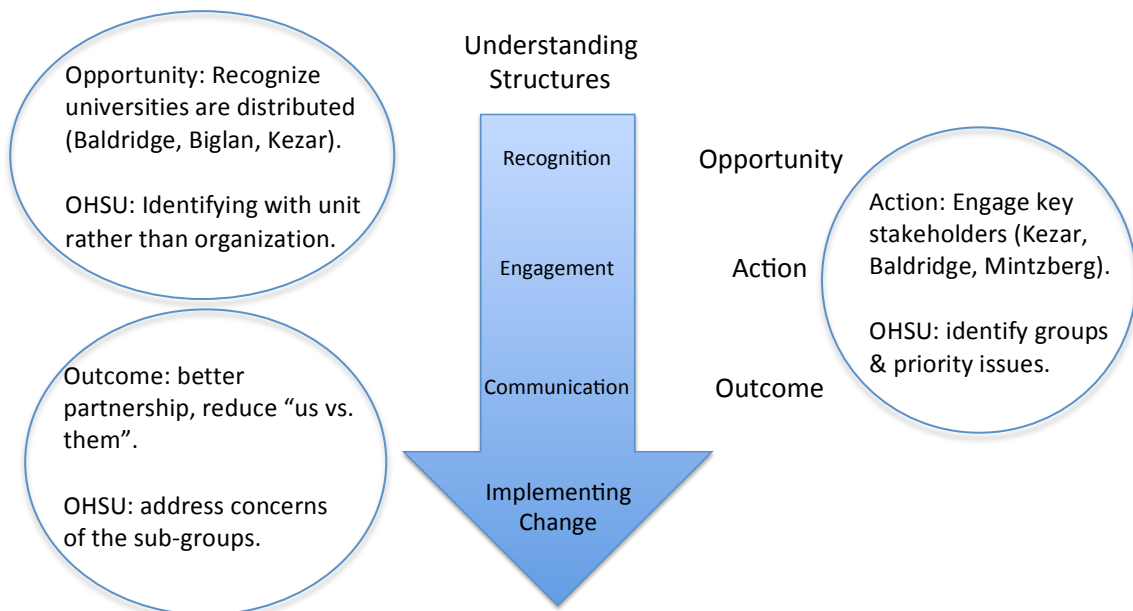 Understanding
Structures
Opportunity: Recognize
universities are distributed
(Baldridge, Biglan, Kezar).
OHSU: Identifying with unit
rather than organization.
Recognition
Opportunity
Engagement
Action
Action: Engage key
stakeholders (Kezar,
Baldridge, Mintzberg).
OHSU: identify groups
& priority issues.
Outcome: better
partnership, reduce “us vs.
them”.
OHSU: address concerns
of the sub-groups.
Communication
Outcome
Implementing
Change